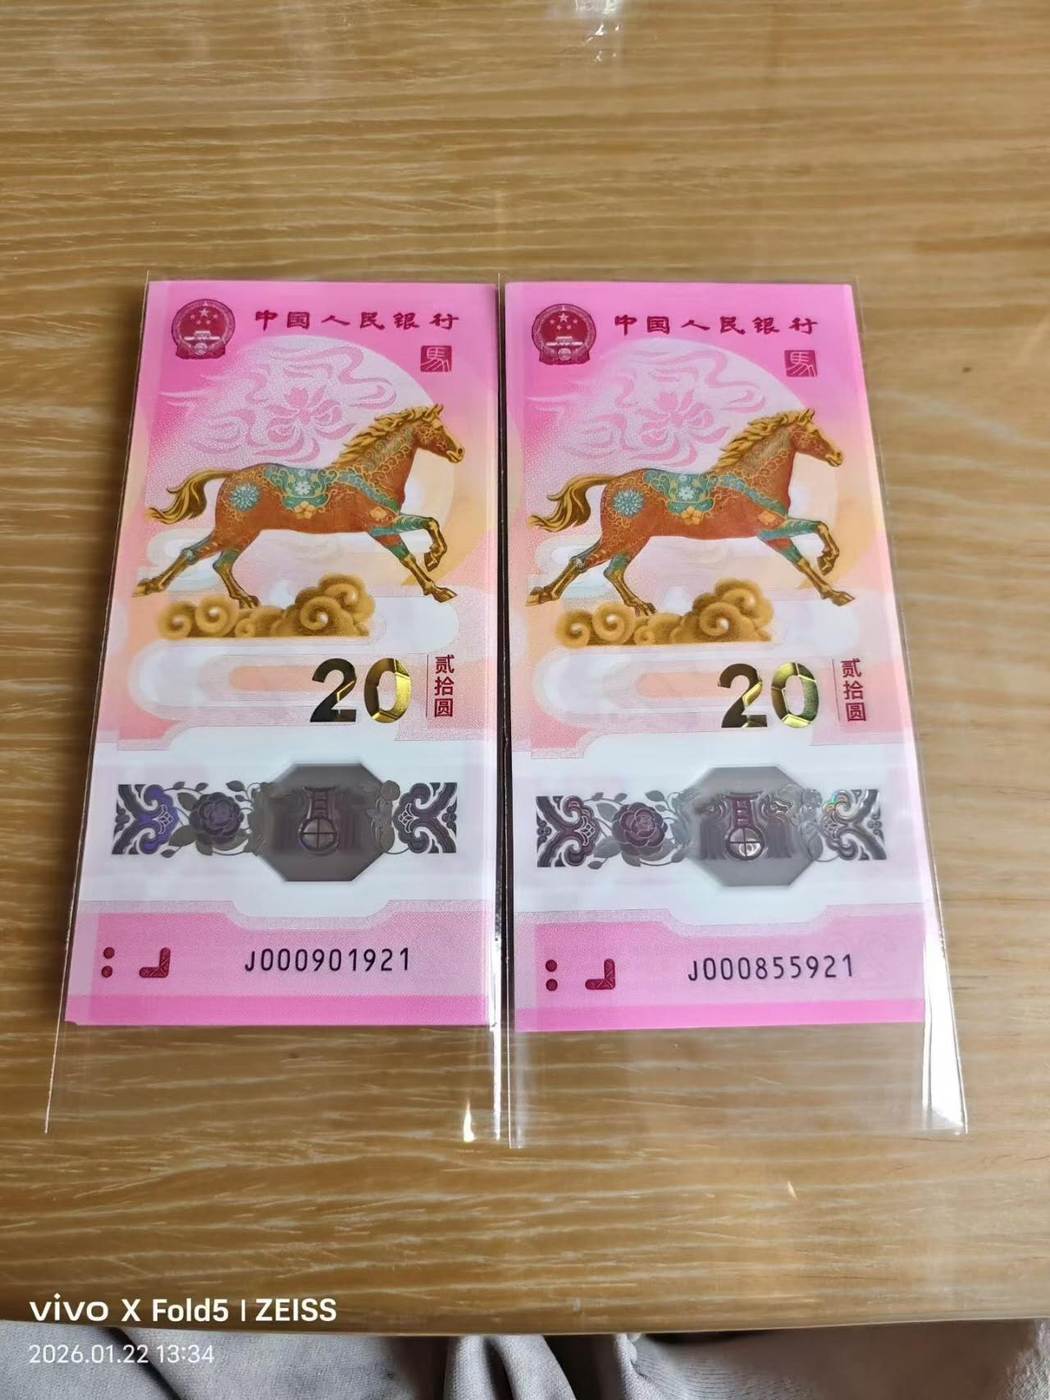 中国人民银行
馬
20
贰拾圆
J000901921
中国人民银行
馬
20
贰拾圆
J000855921
vivo X Fold5 | ZEISS
2026.01.22 13:34